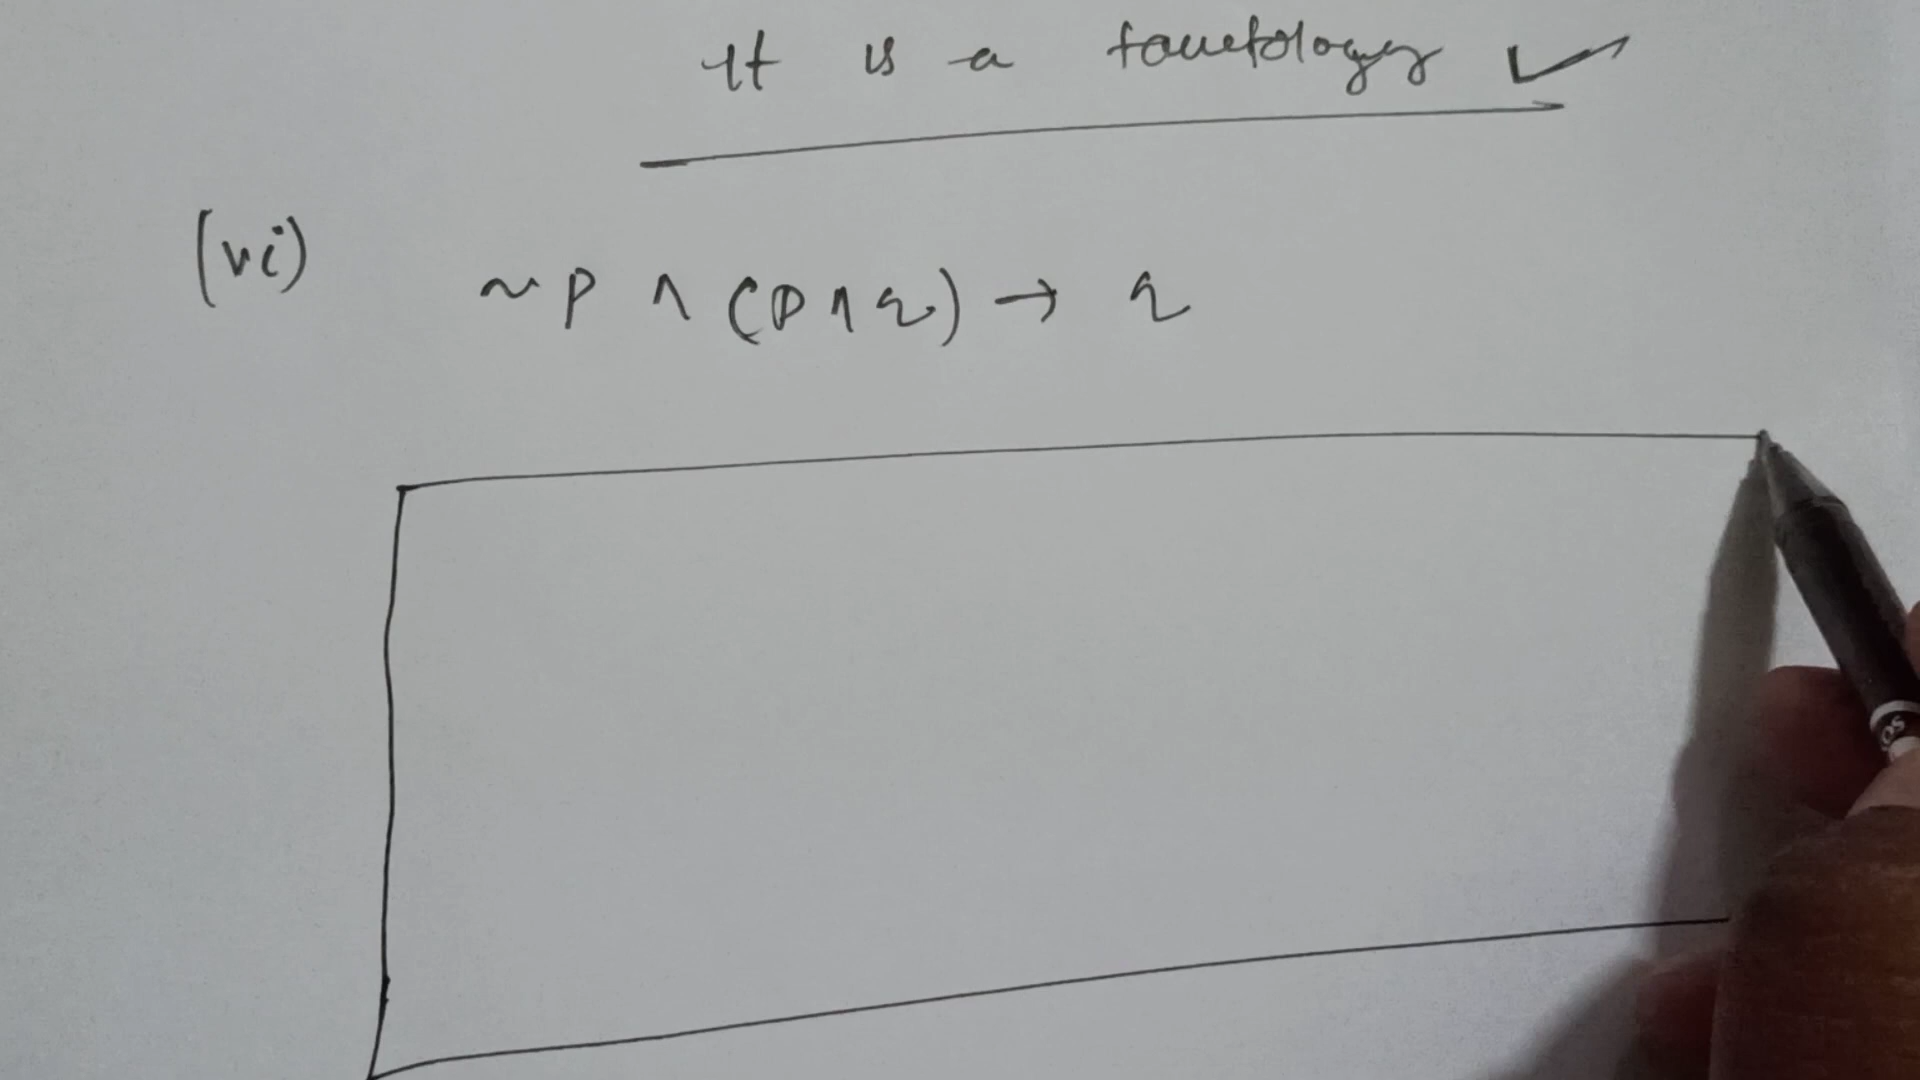 It is a tautology ✓
(vi) ~ P ∧ (P ∧ q) → q